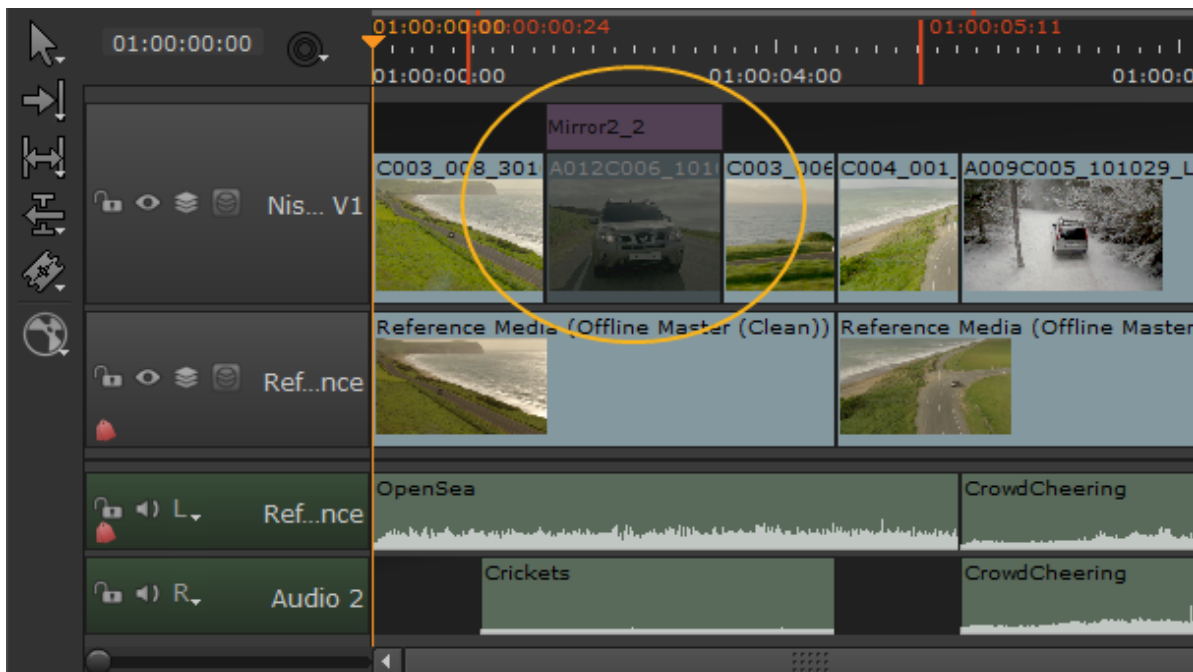 01:00:00:00
01:00:00:00
:00:00:24
01:00:05:11
01:00:00:00
01:00:04:00
01:00:0
Mirror2_2
C003_008_301
A012C006_101
C003_006
C004_001_
A009C005_101029_L
Nis... V1
Reference Media (Offline Master (Clean))
Reference Media (Offline Master
Ref...nce
OpenSea
CrowdCheering
L
Ref...nce
Crickets
CrowdCheering
R
Audio 2